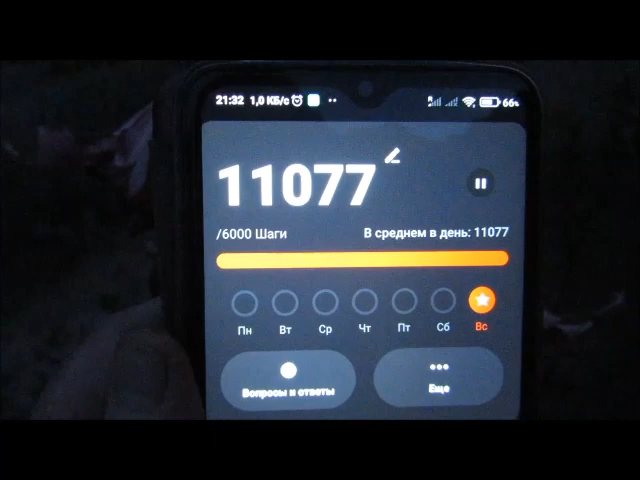 21:32 1,0 КБ/с 66%
11077
/6000 Шаги В среднем в день: 11077
Пн Вт Ср Чт Пт Сб Вс
Вопросы и ответы Еще